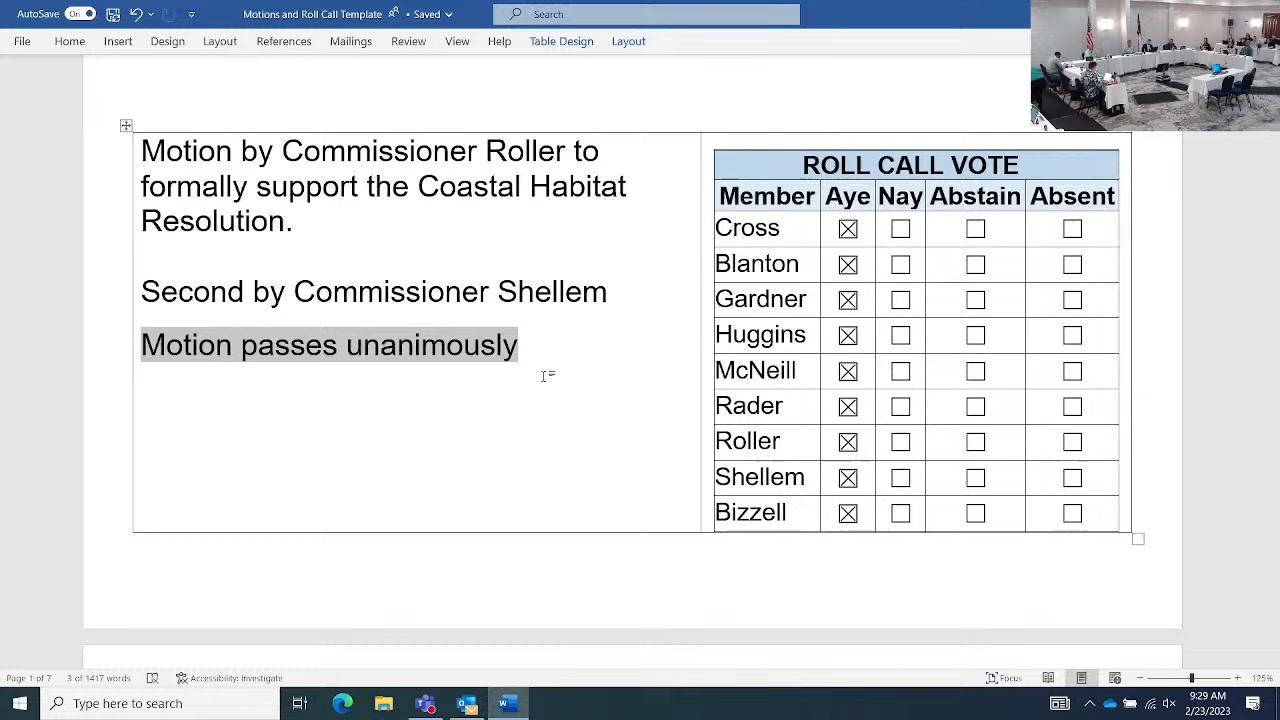 AutoSave On
Motions and Roll Call Template
• Saved
Search
File Home Insert Design Layout References Mailings Review View Help Table Design Layout
Motion by Commissioner Roller to
formally support the Coastal Habitat
Resolution.
Second by Commissioner Shellem
Motion passes unanimously
ROLL CALL VOTE
Member Aye Nay Abstain Absent
Cross ☒ ☐ ☐ ☐
Blanton ☒ ☐ ☐ ☐
Gardner ☒ ☐ ☐ ☐
Huggins ☒ ☐ ☐ ☐
McNeill ☒ ☐ ☐ ☐
Rader ☒ ☐ ☐ ☐
Roller ☒ ☐ ☐ ☐
Shellem ☒ ☐ ☐ ☐
Bizzell ☒ ☐ ☐ ☐
Page 1 of 7 3 of 1417 words Accessibility: Investigate Focus 125%
Type here to search
9:29 AM
2/23/2023